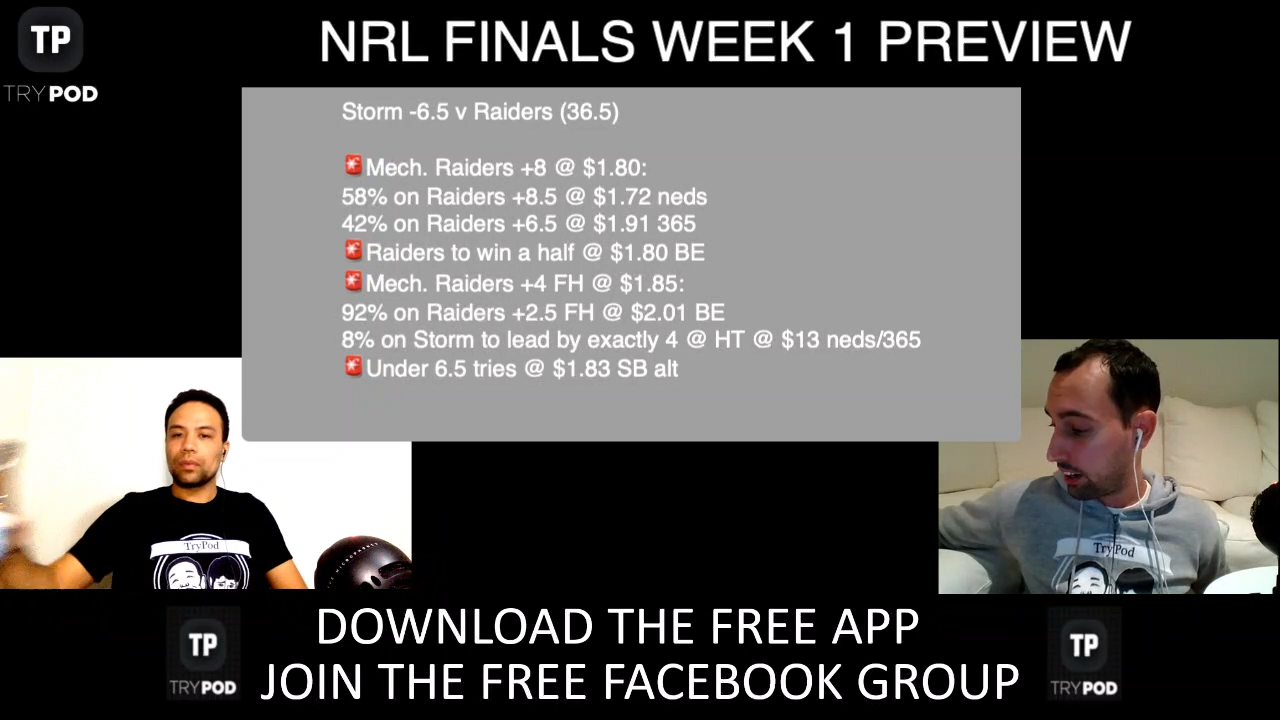 TP
TRYPOD
NRL FINALS WEEK 1 PREVIEW
Storm -6.5 v Raiders (36.5)
🚨Mech. Raiders +8 @ $1.80:
58% on Raiders +8.5 @ $1.72 neds
42% on Raiders +6.5 @ $1.91 365
🚨Raiders to win a half @ $1.80 BE
🚨Mech. Raiders +4 FH @ $1.85:
92% on Raiders +2.5 FH @ $2.01 BE
8% on Storm to lead by exactly 4 @ HT @ $13 neds/365
🚨Under 6.5 tries @ $1.83 SB alt
TryPod
TryPod
DOWNLOAD THE FREE APP
JOIN THE FREE FACEBOOK GROUP
TP
TRYPOD
TP
TRYPOD